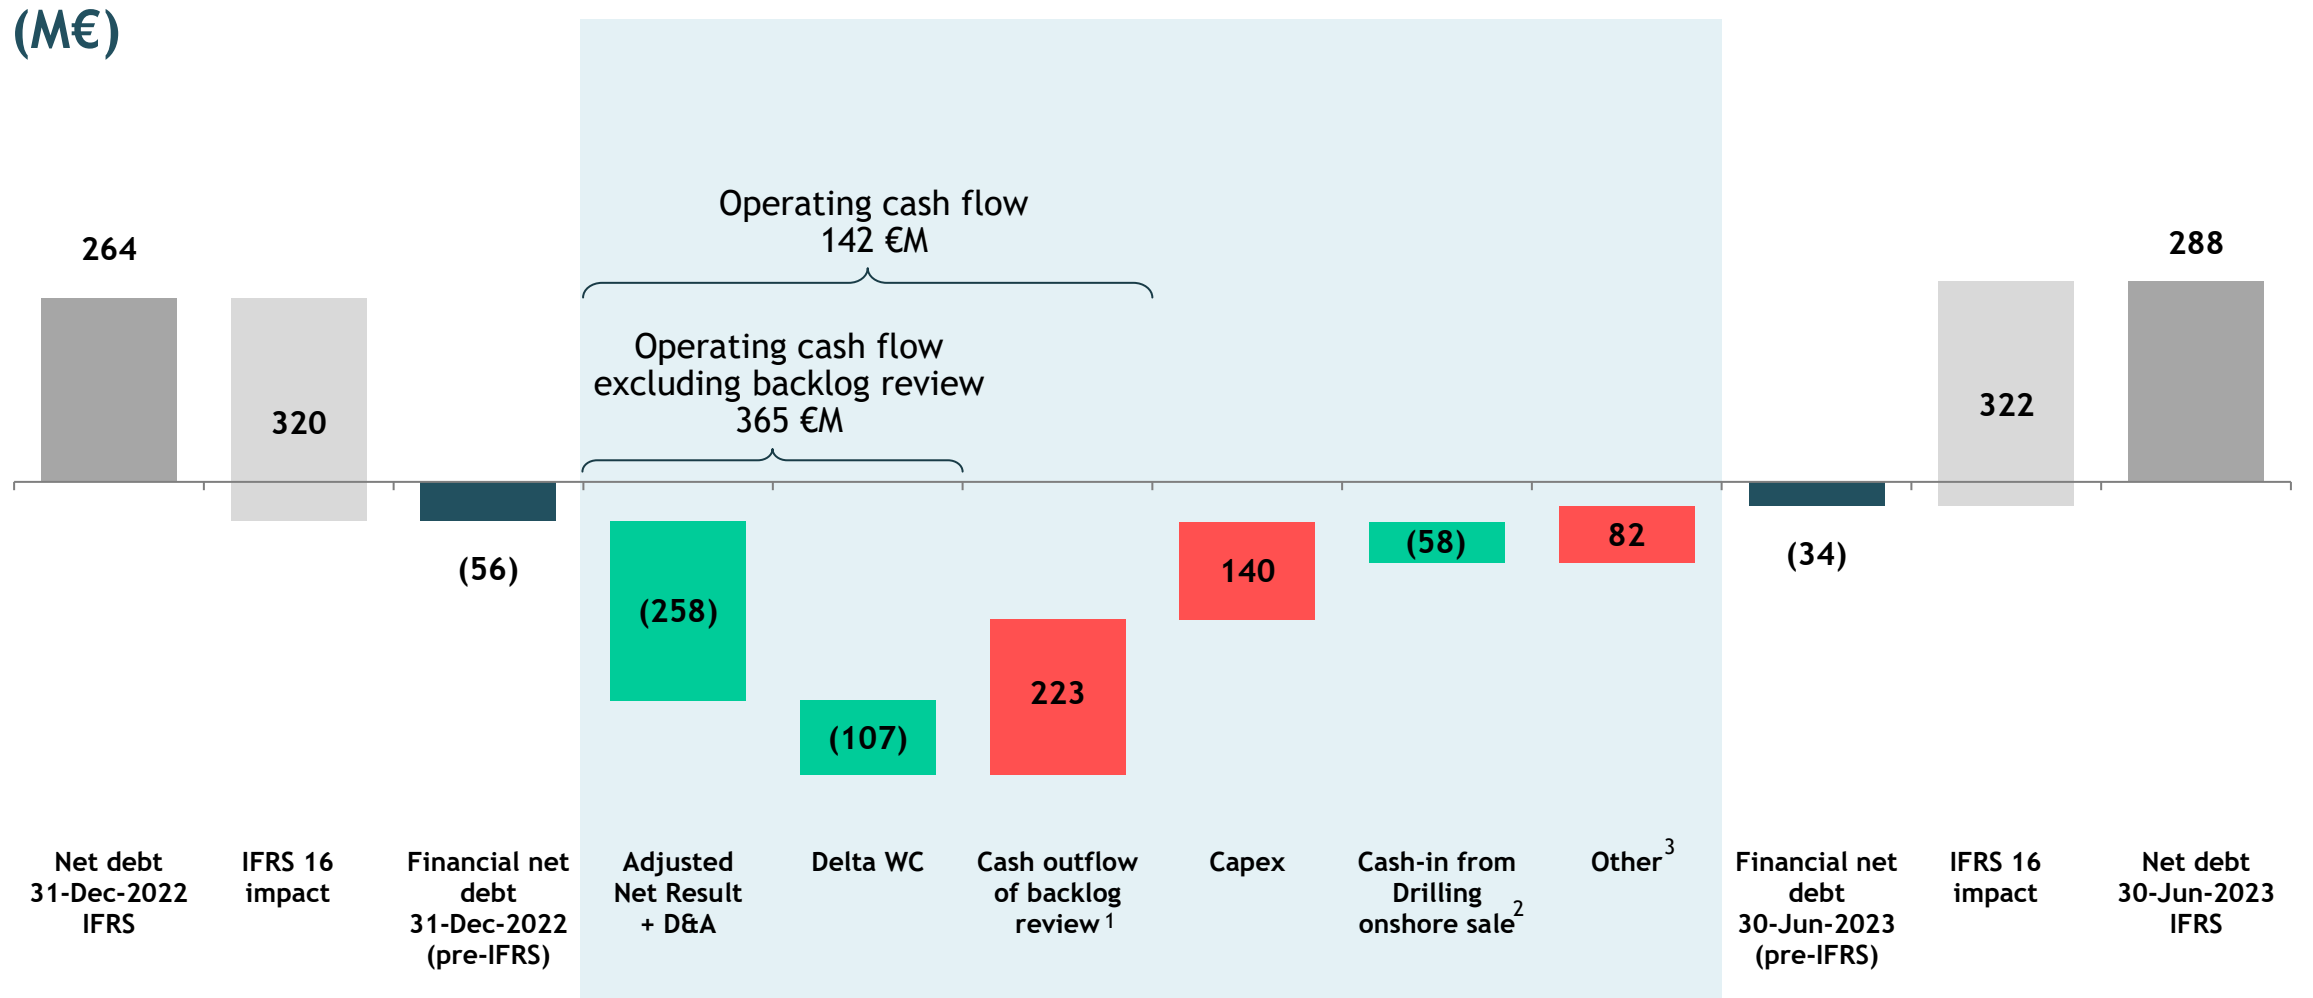 (M€)
Operating cash flow
142 €M
264
288
Operating cash flow
excluding backlog review
365 €M
320
322
(56)
(258)
(107)
223
140
(58)
82
(34)
Net debt
31-Dec-2022
IFRS
IFRS 16
impact
Financial net
debt
31-Dec-2022
(pre-IFRS)
Adjusted
Net Result
+ D&A
Delta WC
Cash outflow
of backlog
review 1
Capex
Cash-in from
Drilling
onshore sale 2
Other 3
Financial net
debt
30-Jun-2023
(pre-IFRS)
IFRS 16
impact
Net debt
30-Jun-2023
IFRS